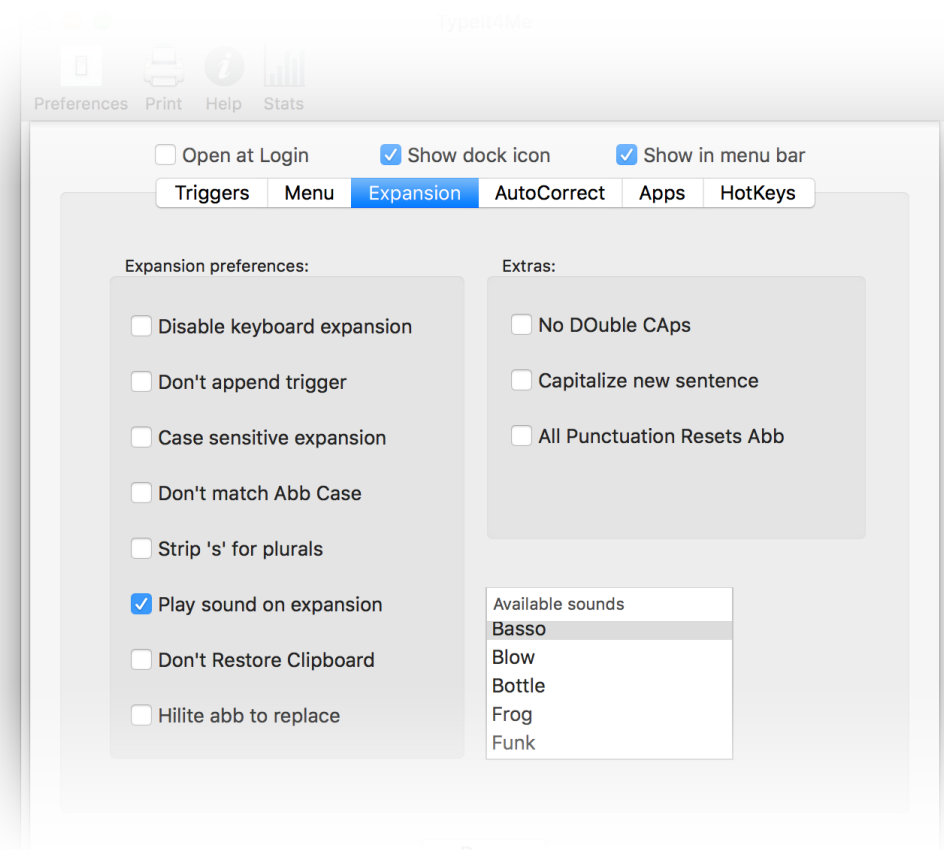 TypeIt4Me
Preferences Print Help Stats
Open at Login Show dock icon Show in menu bar
Triggers Menu Expansion AutoCorrect Apps HotKeys
Expansion preferences:
Disable keyboard expansion
Don't append trigger
Case sensitive expansion
Don't match Abb Case
Strip 's' for plurals
Play sound on expansion
Don't Restore Clipboard
Hilite abb to replace
Extras:
No DOuble CAps
Capitalize new sentence
All Punctuation Resets Abb
Available sounds
Basso
Blow
Bottle
Frog
Funk